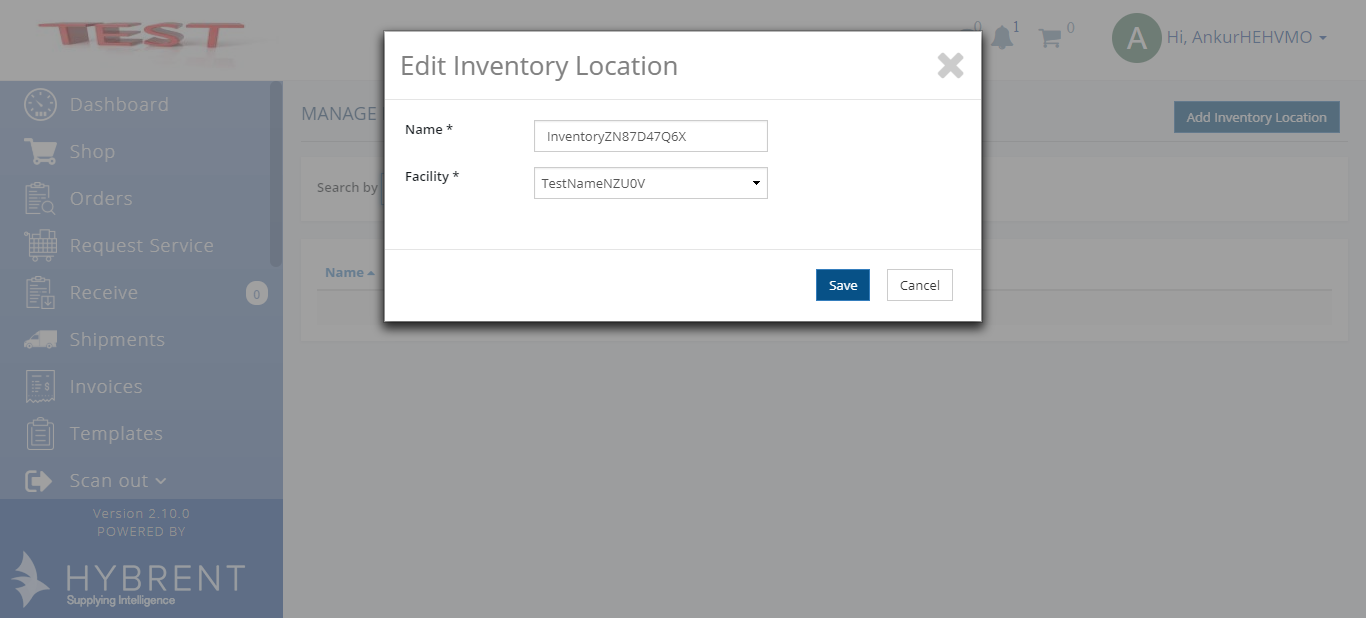 TEST
0
1
0
A
Hi, AnkurHEHVMO
Dashboard
Shop
Orders
Request Service
Receive
0
Shipments
Invoices
Templates
Scan out
Version 2.10.0
POWERED BY
HYBRENT
Supplying Intelligence
MANAGE
Add Inventory Location
Search by
Name
Edit Inventory Location
Name *
InventoryZN87D47Q6X
Facility *
TestNameNZU0V
Save
Cancel